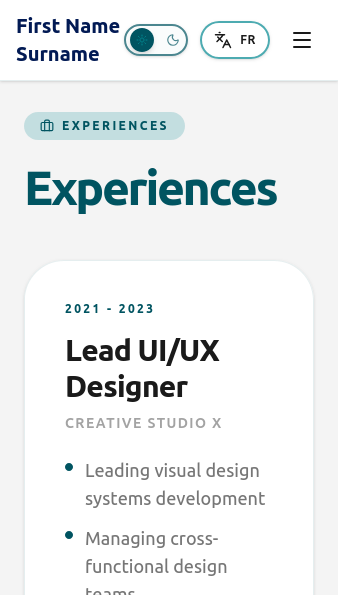 First Name
Surname
FR
EXPERIENCES
Experiences
2021 - 2023
Lead UI/UX
Designer
CREATIVE STUDIO X
Leading visual design
systems development
Managing cross-
functional design
teams